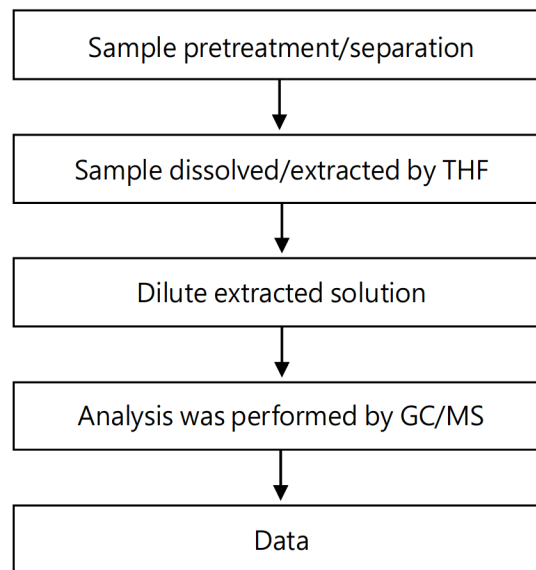 Sample pretreatment/separation
Sample dissolved/extracted by THF
Dilute extracted solution
Analysis was performed by GC/MS
Data